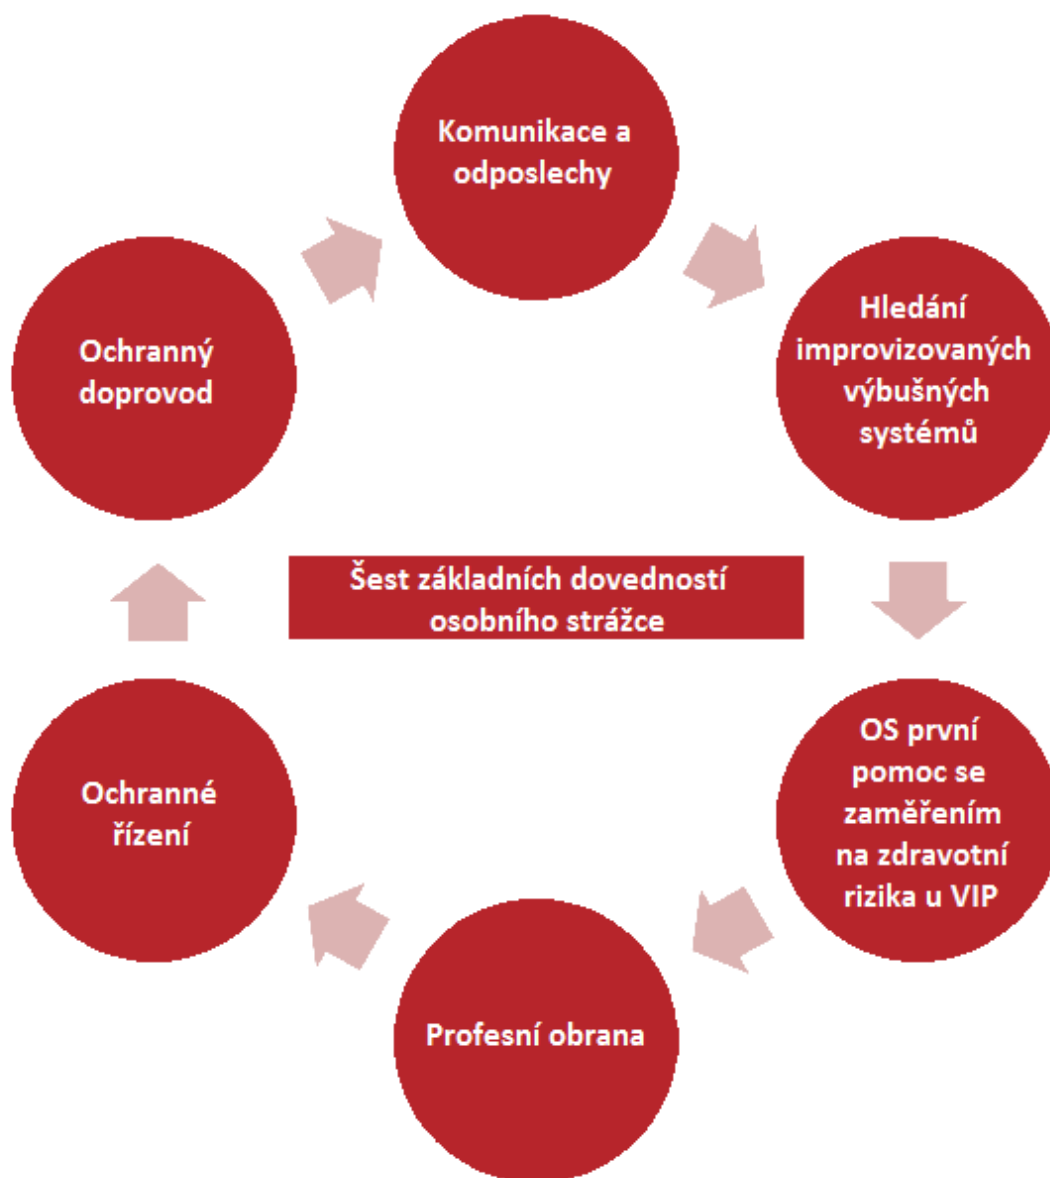 Komunikace a
odposlechy
Hledání
improvizovaných
výbušných
systémů
OS první
pomoc se
zaměřením
na zdravotní
rizika u VIP
Profesní obrana
Ochranné
řízení
Ochranný
doprovod
Šest základních dovedností
osobního strážce